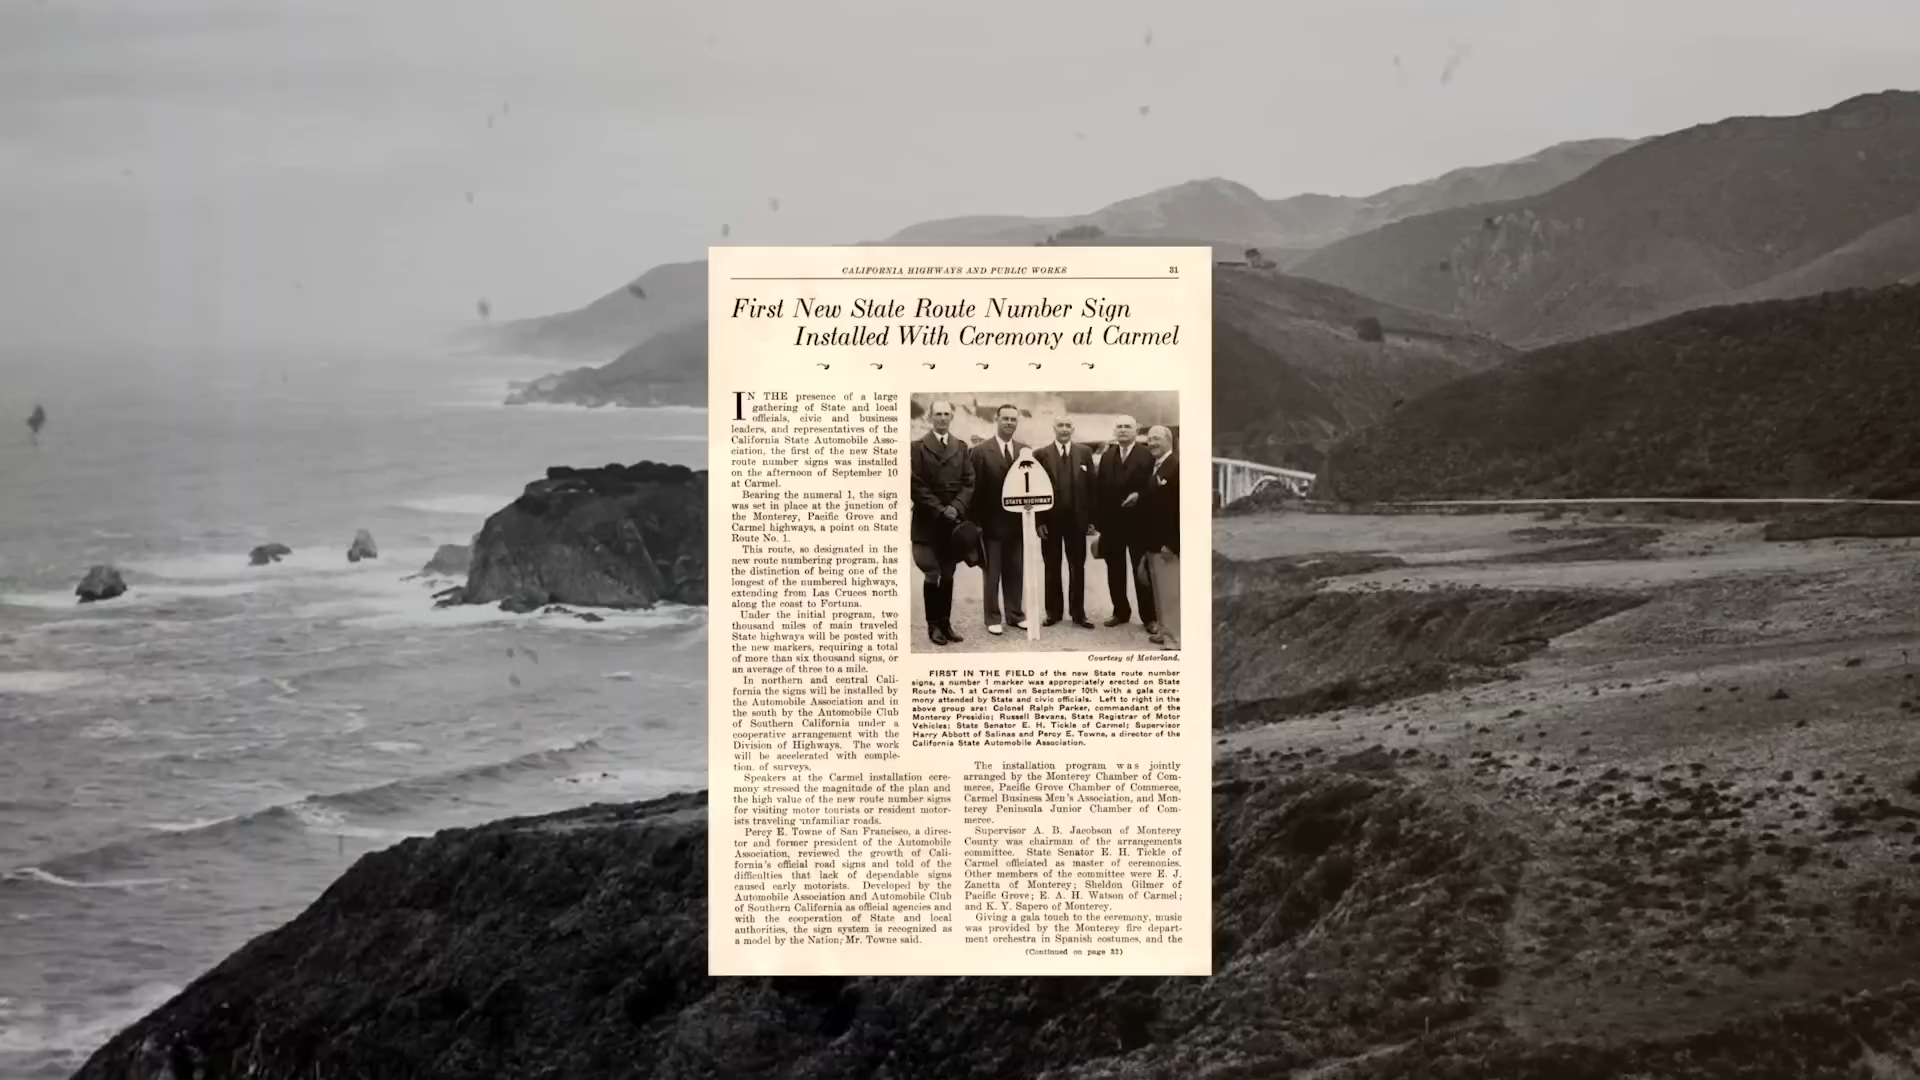 CALIFORNIA HIGHWAYS AND PUBLIC WORKS 31
First New State Route Number Sign
Installed With Ceremony at Carmel
IN THE presence of a large
gathering of State and local
officials, civic and business
leaders, and representatives of the
California State Automobile Asso-
ciation, the first of the new State
route number signs was installed
on the afternoon of September 10
at Carmel.
Bearing the numeral 1, the sign
was set in place at the junction of
the Monterey, Pacific Grove and
Carmel highways, a point on State
Route No. 1.
This route, so designated in the
new route numbering program, has
the distinction of being one of the
longest of the numbered highways,
extending from Las Cruces north
along the coast to Fortuna.
Under the initial program, two
thousand miles of main traveled
State highways will be posted with
the new markers, requiring a total
of more than six thousand signs, or
an average of three to a mile.
In northern and central Cali-
fornia the signs will be installed by
the Automobile Association and in
the south by the Automobile Club
of Southern California under a
cooperative arrangement with the
Division of Highways. The work
will be accelerated with comple-
tion of surveys.
Speakers at the Carmel installation cere-
mony stressed the magnitude of the plan and
the high value of the new route number signs
for visiting motor tourists or resident motor-
ists traveling unfamiliar roads.
Percy E. Towne of San Francisco, a direc-
tor and former president of the Automobile
Association, reviewed the growth of Cali-
fornia's official road signs and told of the
difficulties that lack of dependable signs
caused early motorists. Developed by the
Automobile Association and Automobile Club
of Southern California as official agencies and
with the cooperation of State and local
authorities, the sign system is recognized as
a model by the Nation, Mr. Towne said.
1
STATE HIGHWAY
Courtesy of Motorland.
FIRST IN THE FIELD of the new State route number
signs, a number 1 marker was appropriately erected on State
Route No. 1 at Carmel on September 10th with a gala cere-
mony attended by State and civic officials. Left to right in the
above group are: Colonel Ralph Parker, commandant of the
Monterey Presidio; Russell Bevans, State Registrar of Motor
Vehicles; State Senator E. H. Tickle of Carmel; Supervisor
Harry Abbott of Salinas and Percy E. Towne, a director of the
California State Automobile Association.
The installation program was jointly
arranged by the Monterey Chamber of Com-
merce, Pacific Grove Chamber of Commerce,
Carmel Business Men's Association, and Mon-
terey Peninsula Junior Chamber of Com-
merce.
Supervisor A. B. Jacobson of Monterey
County was chairman of the arrangements
committee. State Senator E. H. Tickle of
Carmel officiated as master of ceremonies.
Other members of the committee were E. J.
Zanetta of Monterey; Sheldon Gilmer of
Pacific Grove; E. A. H. Watson of Carmel;
and K. Y. Sapero of Monterey.
Giving a gala touch to the ceremony, music
was provided by the Monterey fire depart-
ment orchestra in Spanish costumes, and the
(Continued on page 32)